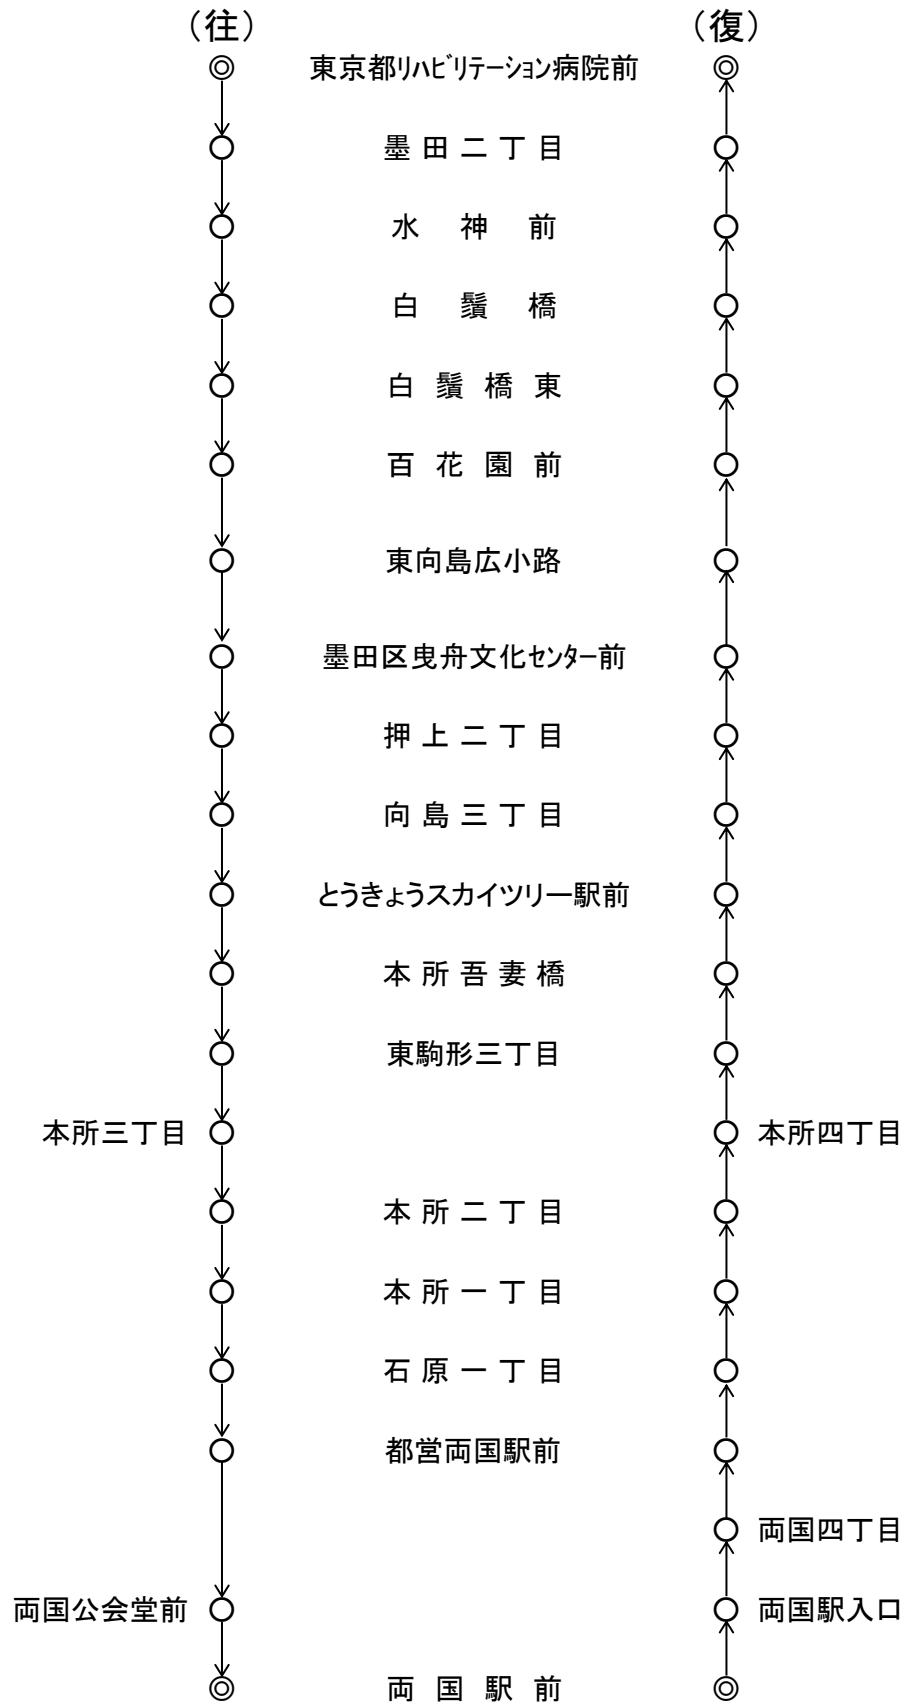 (往) (復)
東京都ﾘﾊﾋﾞﾘﾃｰｼｮﾝ病院前
墨田二丁目
水神前
白鬚橋
白鬚橋東
百花園前
東向島広小路
墨田区曳舟文化ｾﾝﾀｰ前
押上二丁目
向島三丁目
とうきょうスカイツリー駅前
本所吾妻橋
東駒形三丁目
本所三丁目 本所四丁目
本所二丁目
本所一丁目
石原一丁目
都営両国駅前
両国四丁目
両国公会堂前 両国駅入口
両国駅前